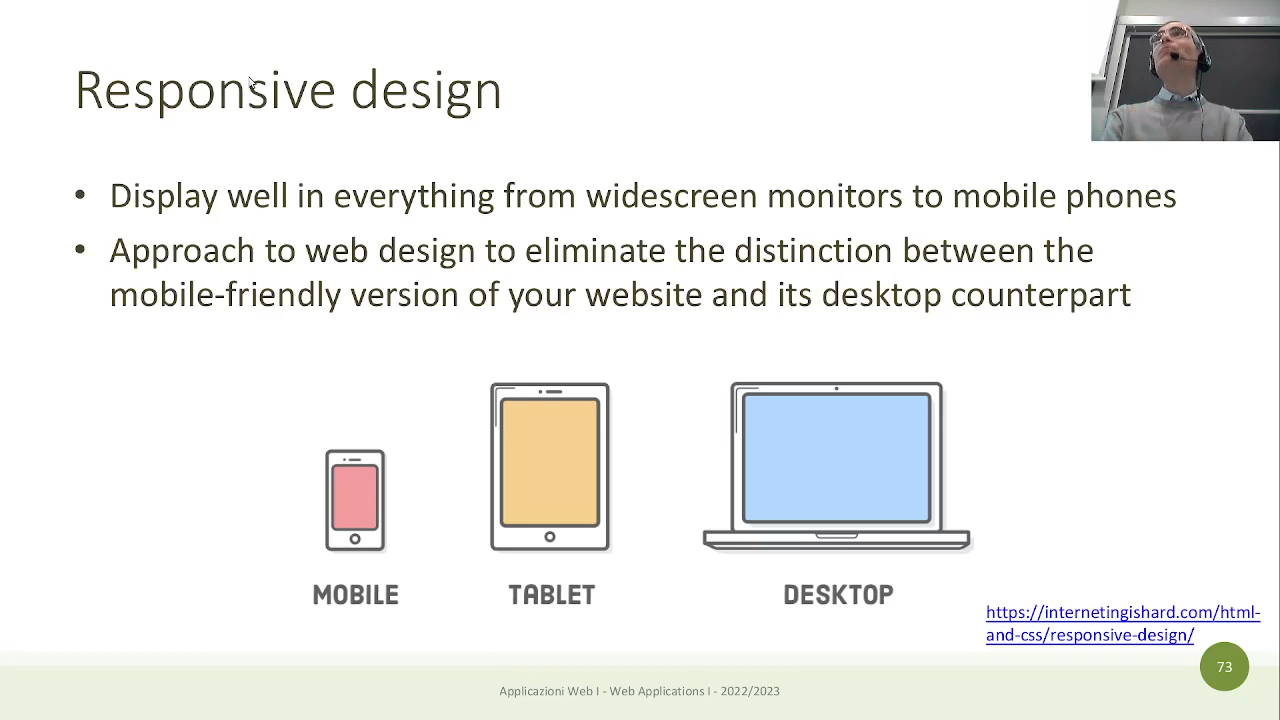 Responsive design
• Display well in everything from widescreen monitors to mobile phones
• Approach to web design to eliminate the distinction between the
mobile-friendly version of your website and its desktop counterpart
MOBILE
TABLET
DESKTOP
https://internetingishard.com/html-
and-css/responsive-design/
73
Applicazioni Web I - Web Applications I - 2022/2023